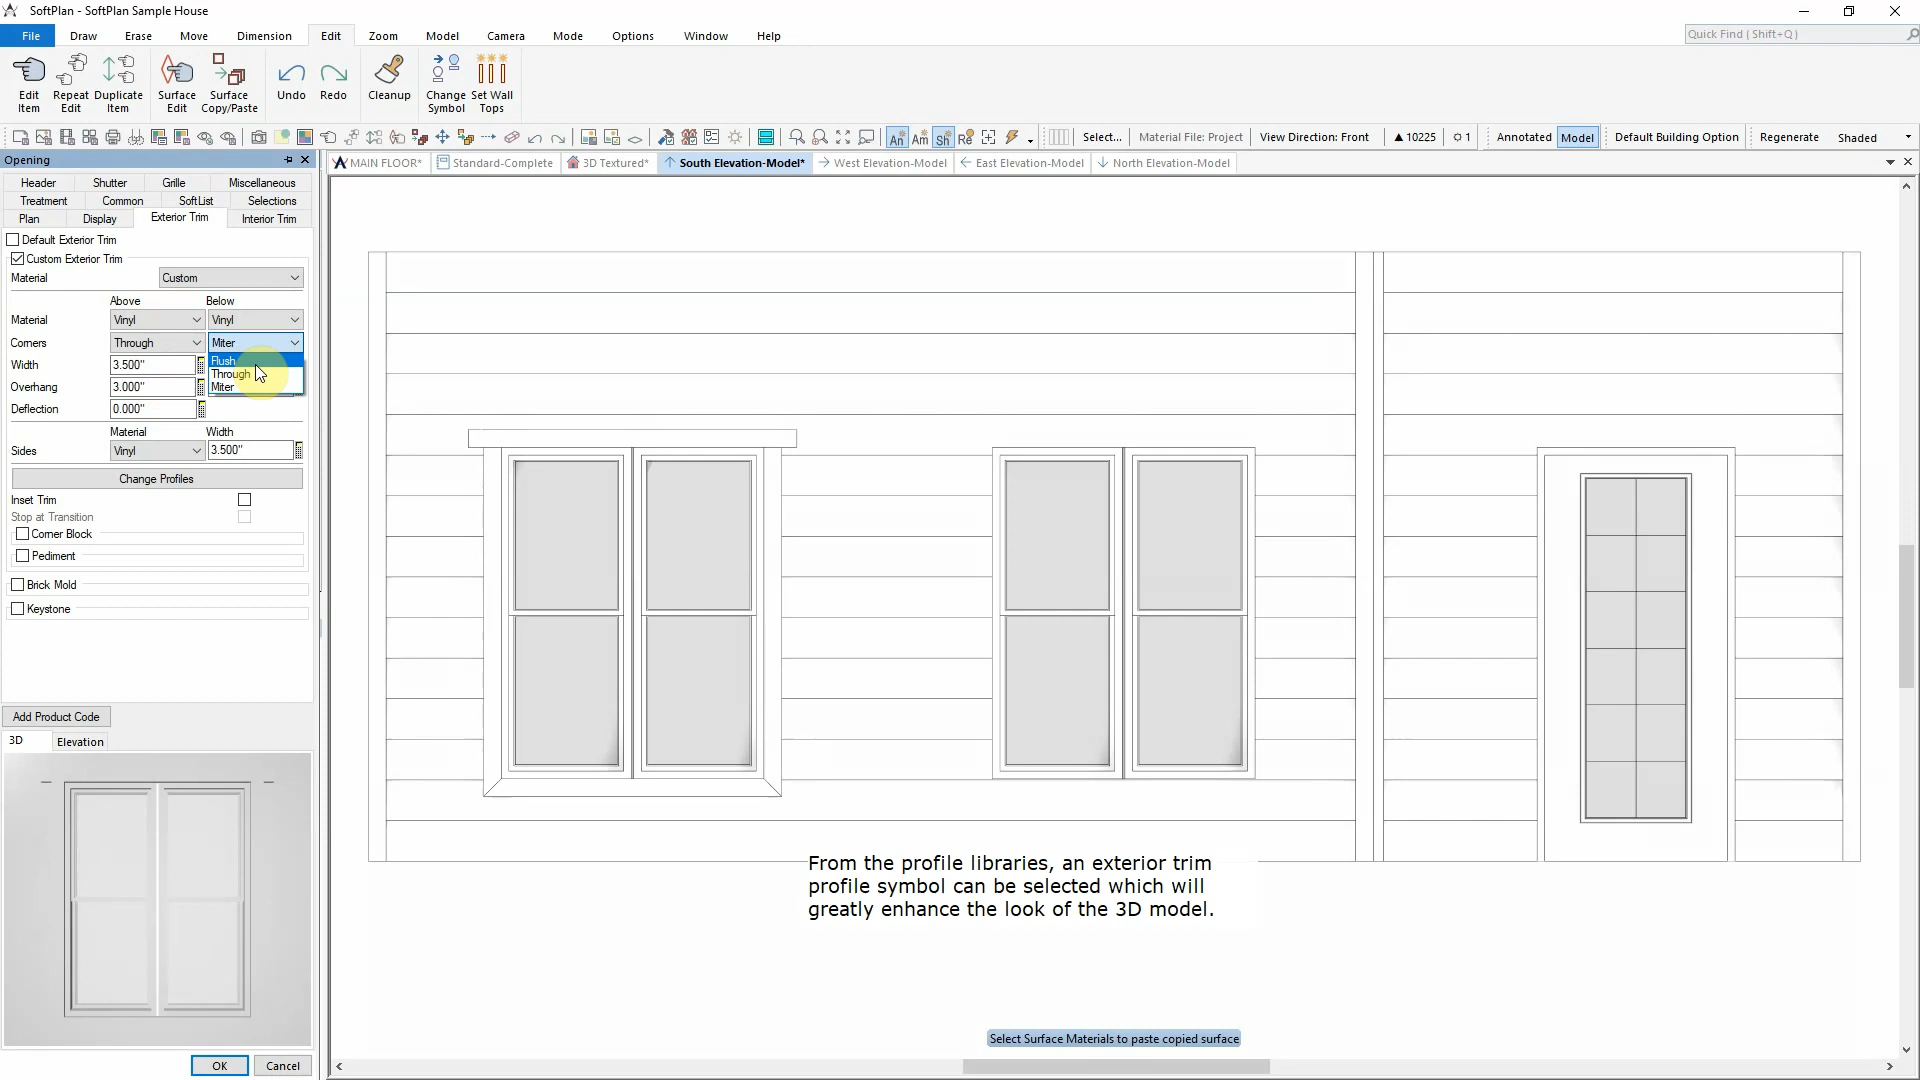 SoftPlan - SoftPlan Sample House
File Draw Erase Move Dimension Edit Zoom Model Camera Mode Options Window Help
Quick Find ( Shift+Q )
Edit Item
Repeat Edit
Duplicate Item
Surface Edit
Surface Copy/Paste
Undo
Redo
Cleanup
Change Symbol
Set Wall Tops
An Am Sh Re Select... Material File: Project View Direction: Front ▲10225 1 Annotated Model Default Building Option Regenerate Shaded
Opening
MAIN FLOOR* Standard-Complete 3D Textured* South Elevation-Model* West Elevation-Model East Elevation-Model North Elevation-Model
Header Shutter Grille Miscellaneous
Treatment Common SoftList Selections
Plan Display Exterior Trim Interior Trim
Default Exterior Trim
Custom Exterior Trim
Material Custom
Above Below
Material Vinyl Vinyl
Corners Through Miter
Flush
Through
Miter
Width 3.500"
Overhang 3.000"
Deflection 0.000"
Material Width
Sides Vinyl 3.500"
Change Profiles
Inset Trim
Stop at Transition
Corner Block
Pediment
Brick Mold
Keystone
Add Product Code
3D Elevation
OK Cancel
From the profile libraries, an exterior trim
profile symbol can be selected which will
greatly enhance the look of the 3D model.
Select Surface Materials to paste copied surface